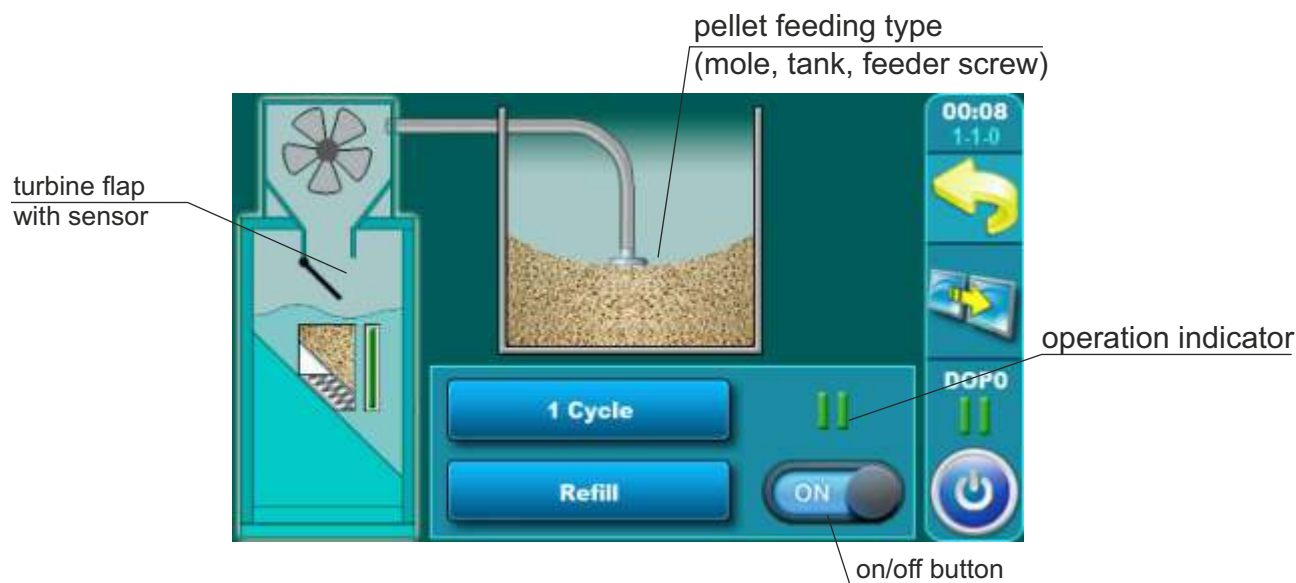 pellet feeding type
(mole, tank, feeder screw)
00:08
1-1-0
turbine flap
with sensor
operation indicator
DOP0
1 Cycle
Refill
ON
on/off button